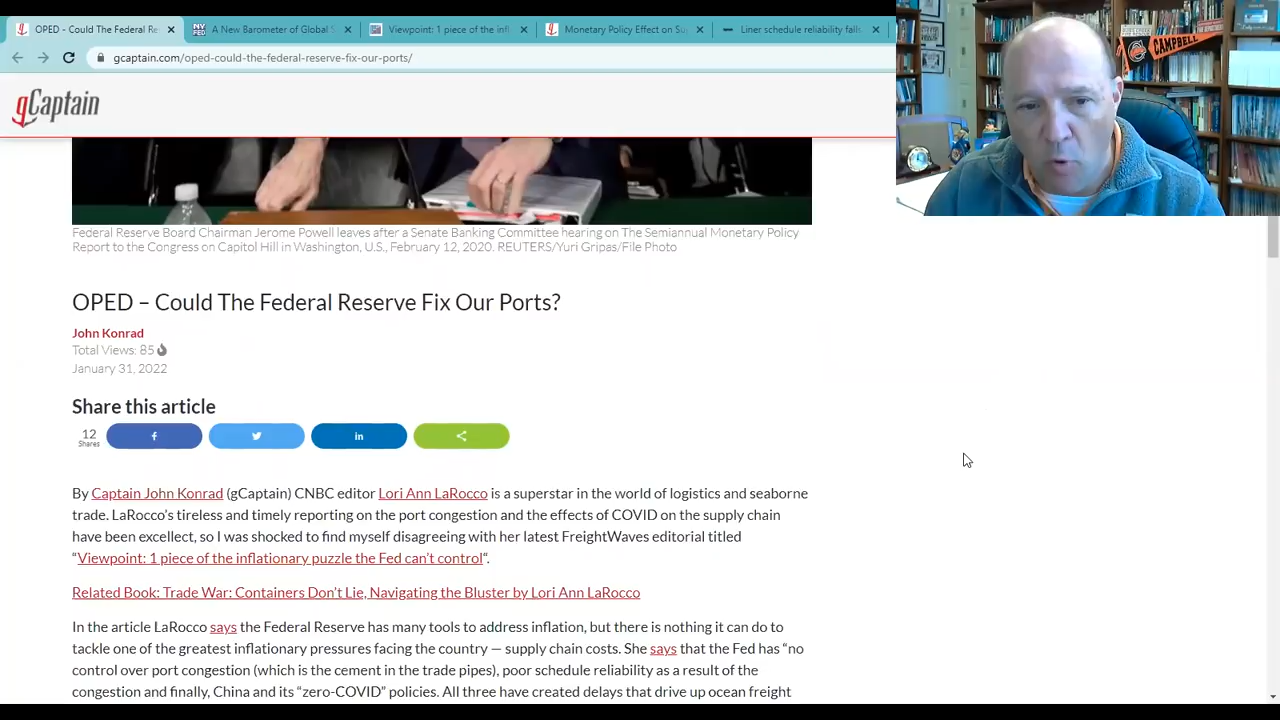 OPED – Could The Federal Re
A New Barometer of Global S
Viewpoint: 1 piece of the infl
Monetary Policy Effect on Su
Liner schedule reliability falls
gcaptain.com/oped-could-the-federal-reserve-fix-our-ports/
CAMPBELL
gCaptain
Federal Reserve Board Chairman Jerome Powell leaves after a Senate Banking Committee hearing on The Semiannual Monetary Policy
Report to the Congress on Capitol Hill in Washington, U.S., February 12, 2020. REUTERS/Yuri Gripas/File Photo
OPED – Could The Federal Reserve Fix Our Ports?
John Konrad
Total Views: 85
January 31, 2022
Share this article
12
Shares
By Captain John Konrad (gCaptain) CNBC editor Lori Ann LaRocco is a superstar in the world of logistics and seaborne
trade. LaRocco’s tireless and timely reporting on the port congestion and the effects of COVID on the supply chain
have been excellect, so I was shocked to find myself disagreeing with her latest FreightWaves editorial titled
“Viewpoint: 1 piece of the inflationary puzzle the Fed can’t control“.
Related Book: Trade War: Containers Don’t Lie, Navigating the Bluster by Lori Ann LaRocco
In the article LaRocco says the Federal Reserve has many tools to address inflation, but there is nothing it can do to
tackle one of the greatest inflationary pressures facing the country — supply chain costs. She says that the Fed has “no
control over port congestion (which is the cement in the trade pipes), poor schedule reliability as a result of the
congestion and finally, China and its “zero-COVID” policies. All three have created delays that drive up ocean freight